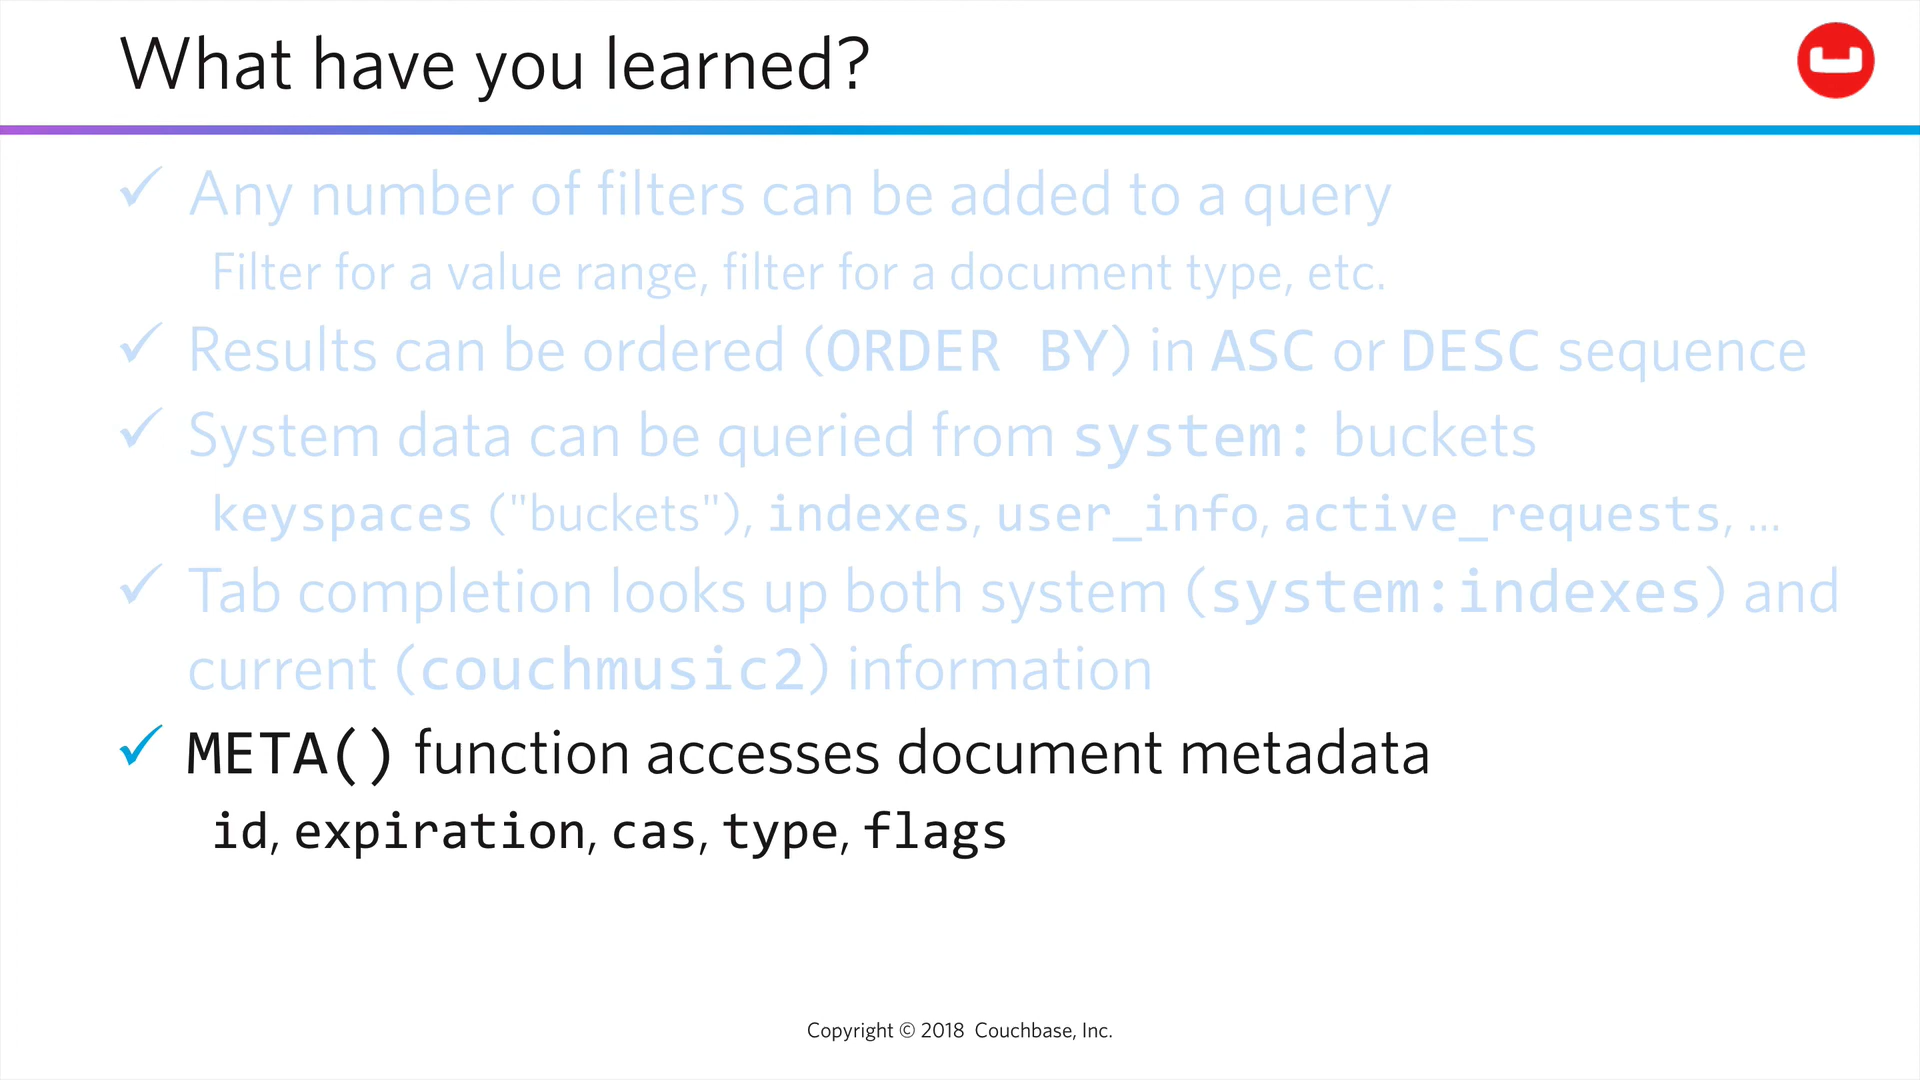 What have you learned?
✓ Any number of filters can be added to a query
Filter for a value range, filter for a document type, etc.
✓ Results can be ordered (ORDER BY) in ASC or DESC sequence
✓ System data can be queried from system: buckets
keyspaces ("buckets"), indexes, user_info, active_requests, ...
✓ Tab completion looks up both system (system:indexes) and
current (couchmusic2) information
✓ META() function accesses document metadata
id, expiration, cas, type, flags
Copyright © 2018 Couchbase, Inc.